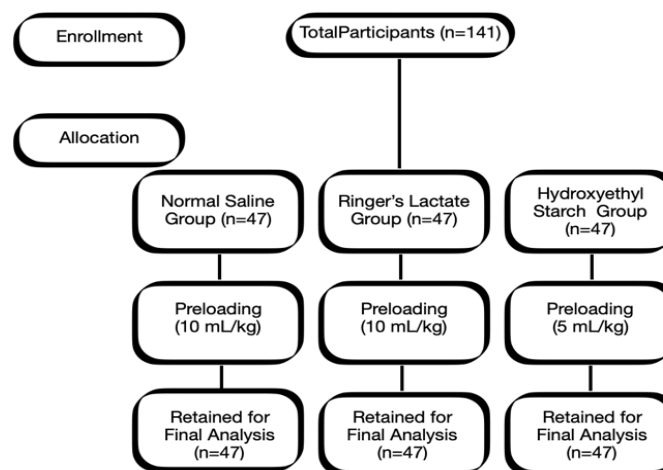 Enrollment
TotalParticipants (n=141)
Allocation
Normal Saline
Group (n=47)
Ringer's Lactate
Group (n=47)
Hydroxyethyl
Starch Group
(n=47)
Preloading
(10 mL/kg)
Preloading
(10 mL/kg)
Preloading
(5 mL/kg)
Retained for
Final Analysis
(n=47)
Retained for
Final Analysis
(n=47)
Retained for
Final Analysis
(n=47)